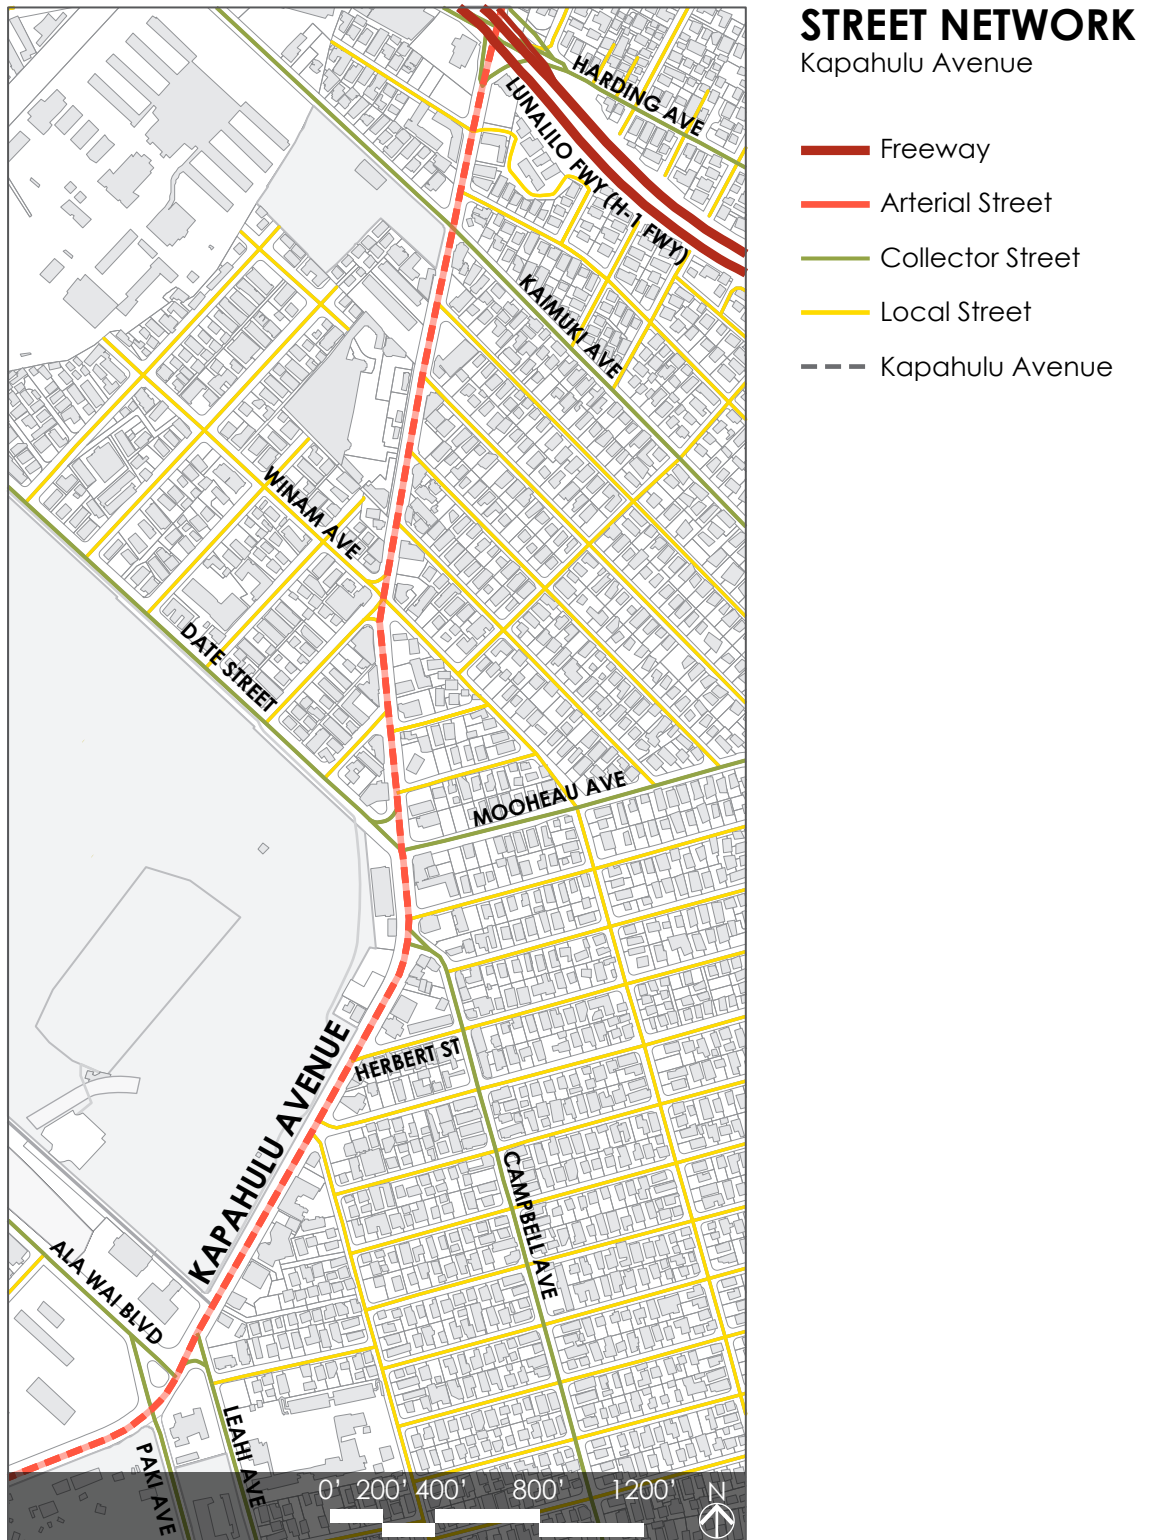 STREET NETWORK
Kapahulu Avenue
Freeway
Arterial Street
Collector Street
Local Street
Kapahulu Avenue
HARDING AVE
LUNALILO FWY (H-1 FWY)
KAIMUKI AVE
WINAM AVE
DATE STREET
MOOHEAU AVE
KAPAHULU AVENUE
HERBERT ST
CAMPBELL AVE
ALA WAI BLVD
LEAHI AVE
PAKI AVE
0' 200' 400' 800' 1200' N